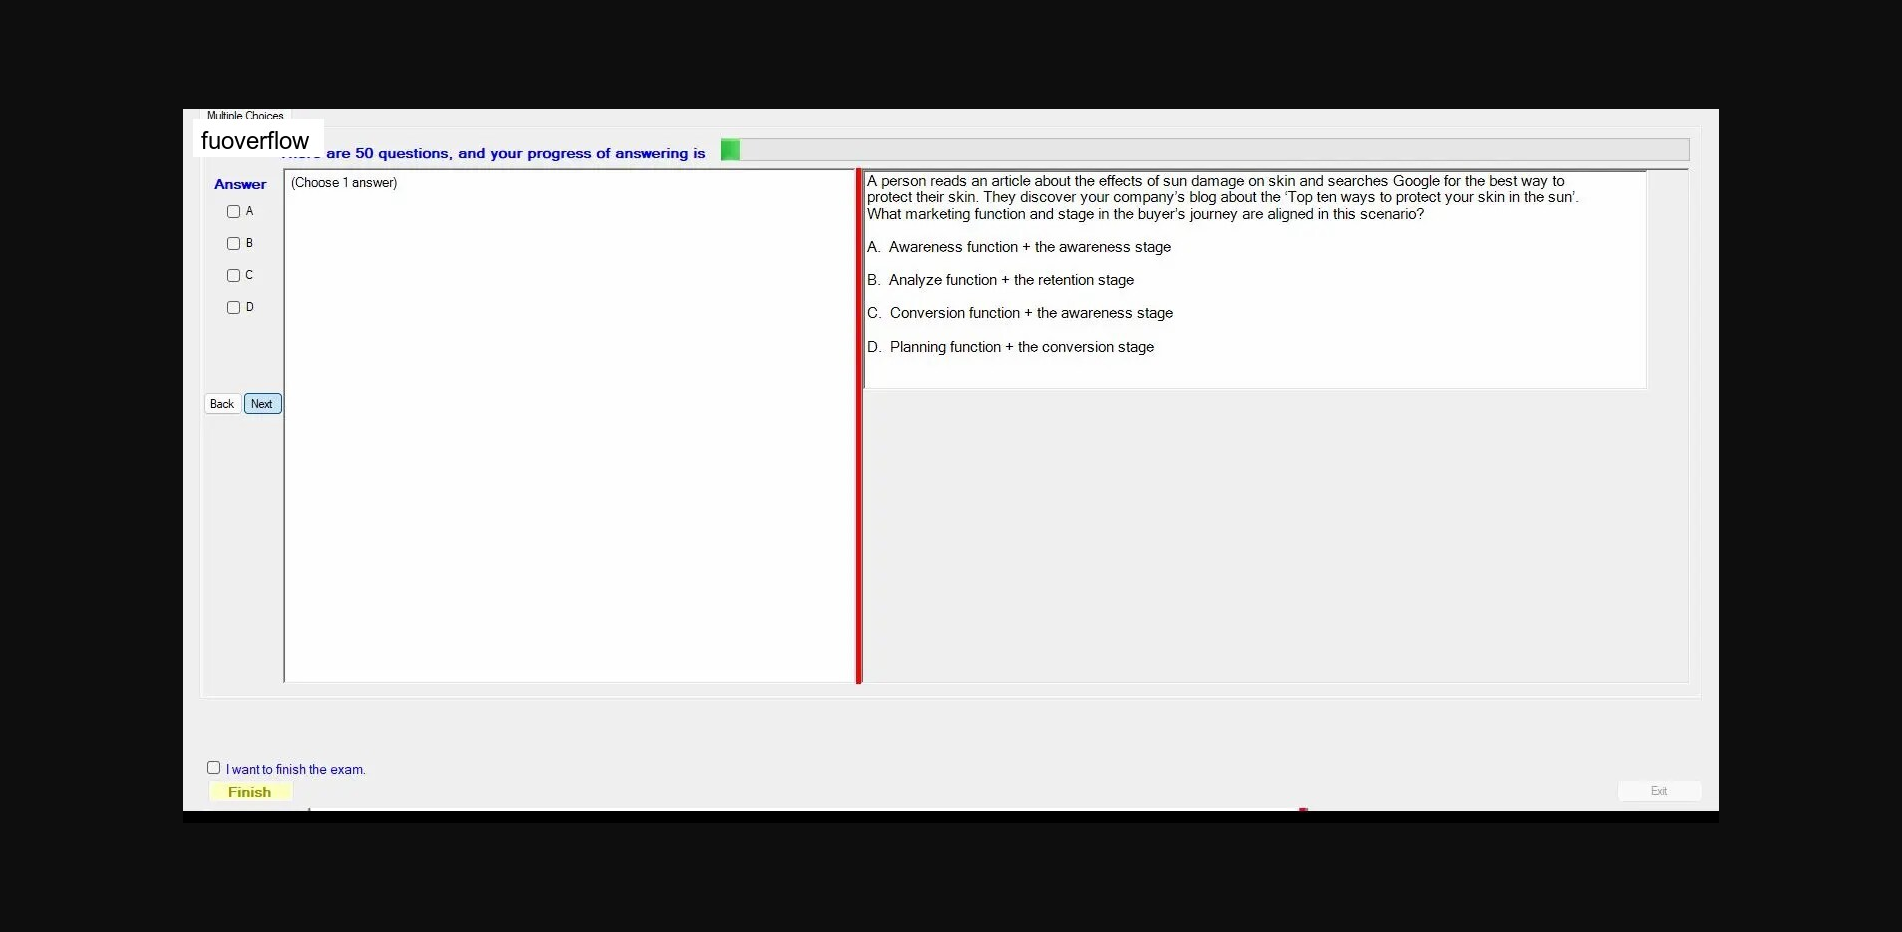 Multiple Choices
fuoverflow
are 50 questions, and your progress of answering is
Answer
(Choose 1 answer)
A
B
C
D
Back
Next
A person reads an article about the effects of sun damage on skin and searches Google for the best way to
protect their skin. They discover your company's blog about the 'Top ten ways to protect your skin in the sun'.
What marketing function and stage in the buyer's journey are aligned in this scenario?
A. Awareness function + the awareness stage
B. Analyze function + the retention stage
C. Conversion function + the awareness stage
D. Planning function + the conversion stage
I want to finish the exam.
Finish
Exit